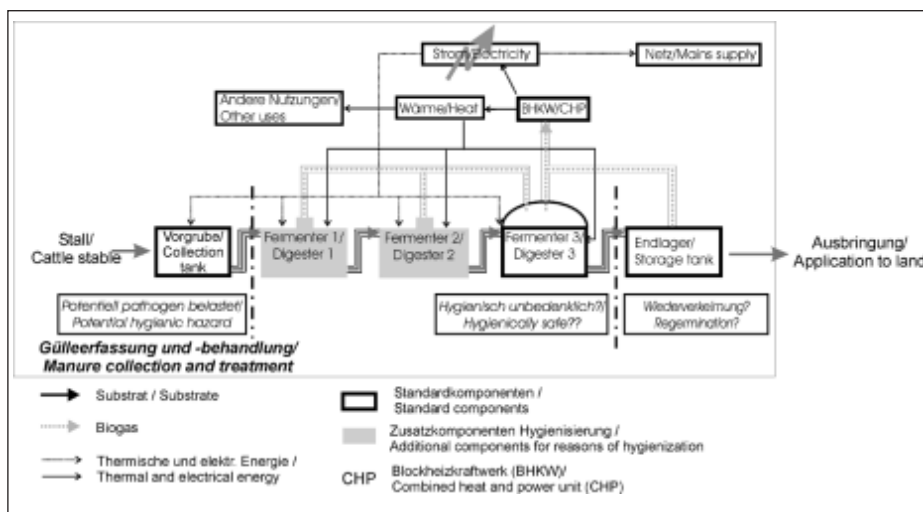 Strom/Electricity
Netz/Mains supply
Andere Nutzungen/
Other uses
Wärme/Heat
BHKW/CHP
Stall/
Cattle stable
Vorgrube/
Collection
tank
Fermenter 1/
Digester 1
Fermenter 2/
Digester 2
Fermenter 3/
Digester 3
Endlager/
Storage tank
Ausbringung/
Application to land
Potentiell pathogen belastet/
Potential hygienic hazard
Hygienisch unbedenklich?/
Hygienically safe??
Wiederverkeimung?
Regermination?
Gülleerfassung und -behandlung/
Manure collection and treatment
Substrat / Substrate
Biogas
Thermische und elektr. Energie /
Thermal and electrical energy
Standardkomponenten /
Standard components
Zusatzkomponenten Hygienisierung /
Additional components for reasons of hygienization
CHP
Blockheizkraftwerk (BHKW)/
Combined heat and power unit (CHP)